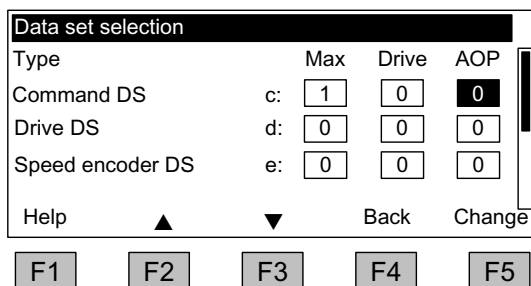 Data set selection
Type Max Drive AOP
Command DS c: 1 0 0
Drive DS d: 0 0 0
Speed encoder DS e: 0 0 0
Help ▲ ▼ Back Change
F1 F2 F3 F4 F5